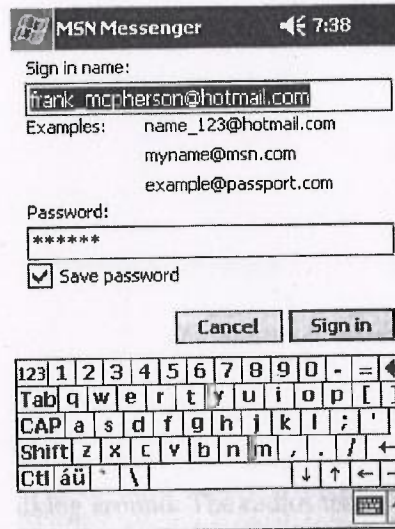 MSN Messenger 7:38
Sign in name:
frank_mcpherson@hotmail.com
Examples: name_123@hotmail.com
myname@msn.com
example@passport.com
Password:
******
Save password
Cancel Sign in
123 1 2 3 4 5 6 7 8 9 0 - =
Tab q w e r t y u i o p [ ]
CAP a s d f g h j k l ; '
Shift z x c v b n m , . / ←
Ctl áü ` \ ↓ ↑ ← →
around. The